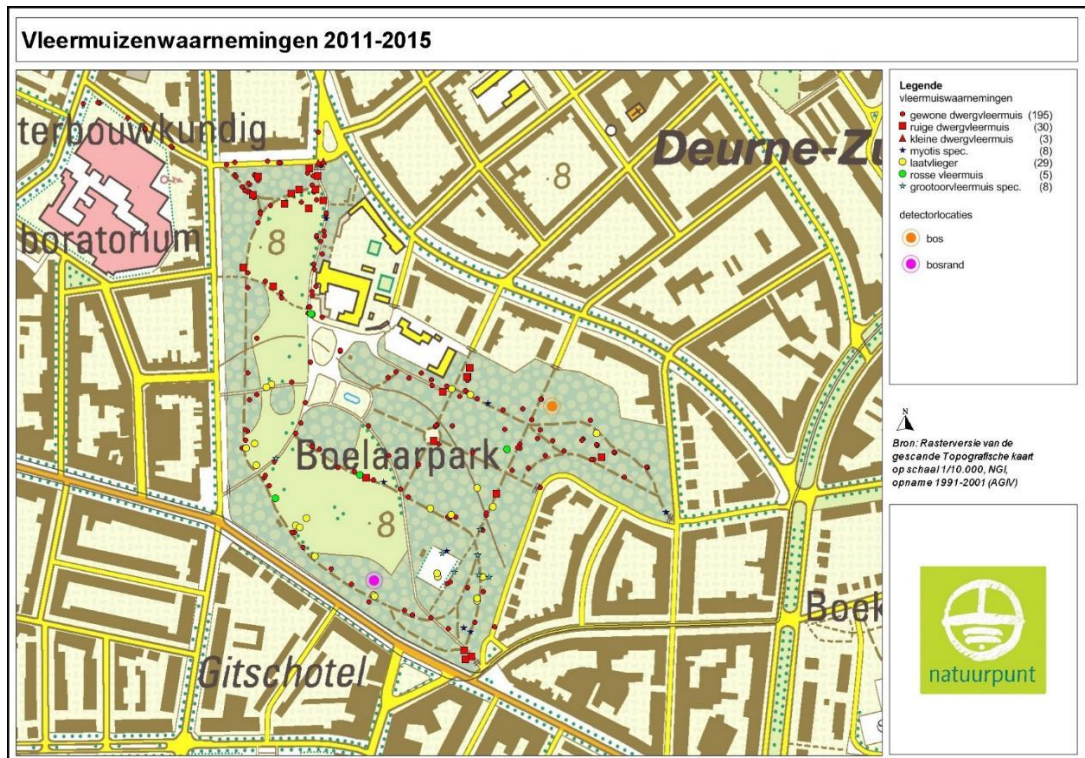 Vleermuizenwaarnemingen 2011-2015
terbouwkundig
boratorium
Deurne-Zu
8
8
Boelaarpark
8
Gitschotel
Boek
Legende
vleermuiswaarnemingen
gewone dwergvleermuis (195)
ruige dwergvleermuis (30)
kleine dwergvleermuis (3)
myotis spec. (8)
laatvlieger (29)
rosse vleermuis (5)
grootoorvleermuis spec. (8)
detectorlocaties
bos
bosrand
N
Bron: Rasterversie van de
gescande Topografische kaart
op schaal 1/10.000, NGI,
opname 1991-2001 (AGIV)
natuurpunt